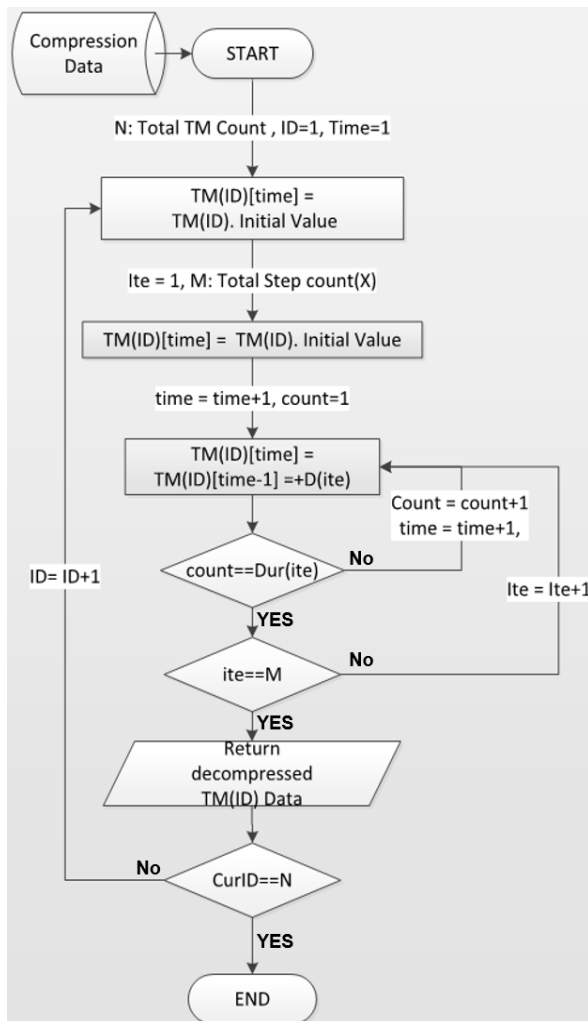 Compression
Data
START
N: Total TM Count , ID=1, Time=1
TM(ID)[time] =
TM(ID). Initial Value
Ite = 1, M: Total Step count(X)
TM(ID)[time] = TM(ID). Initial Value
time = time+1, count=1
TM(ID)[time] =
TM(ID)[time-1] =+D(ite)
Count = count+1
time = time+1,
count==Dur(ite)
No
ID= ID+1
Ite = Ite+1
YES
ite==M
No
YES
Return
decompressed
TM(ID) Data
CurID==N
No
YES
END